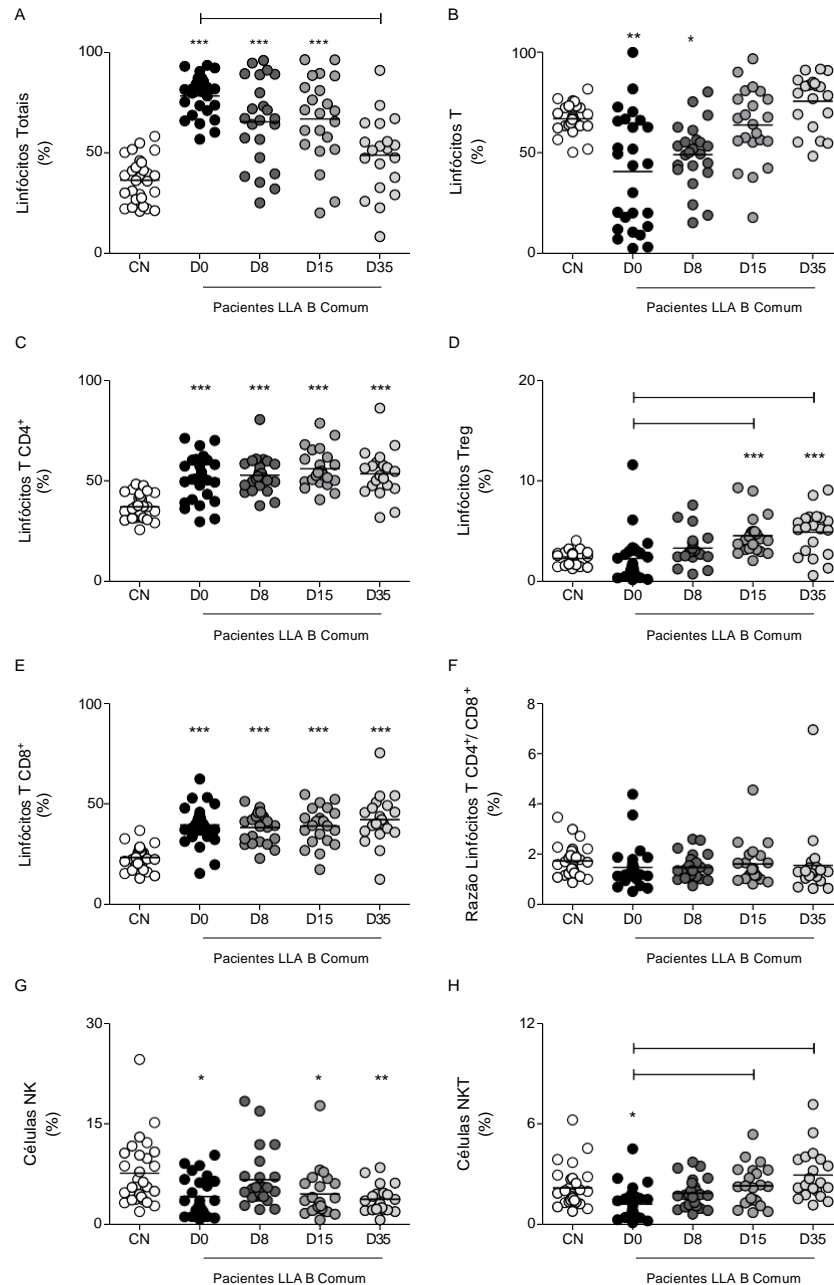 A
***
***
***
100
50
0
Linfócitos Totais
(%)
CN
D0
D8
D15
D35
Pacientes LLA B Comum
B
**
*
100
50
0
Linfócitos T
(%)
CN
D0
D8
D15
D35
Pacientes LLA B Comum
C
***
***
***
***
100
50
0
Linfócitos T CD4+
(%)
CN
D0
D8
D15
D35
Pacientes LLA B Comum
D
***
***
20
10
0
Linfócitos Treg
(%)
CN
D0
D8
D15
D35
Pacientes LLA B Comum
E
***
***
***
***
100
50
0
Linfócitos T CD8+
(%)
CN
D0
D8
D15
D35
Pacientes LLA B Comum
F
8
6
4
2
0
Razão Linfócitos T CD4+/ CD8+
(%)
CN
D0
D8
D15
D35
Pacientes LLA B Comum
G
*
*
**
30
15
0
Células NK
(%)
CN
D0
D8
D15
D35
Pacientes LLA B Comum
H
*
12
6
0
Células NKT
(%)
CN
D0
D8
D15
D35
Pacientes LLA B Comum